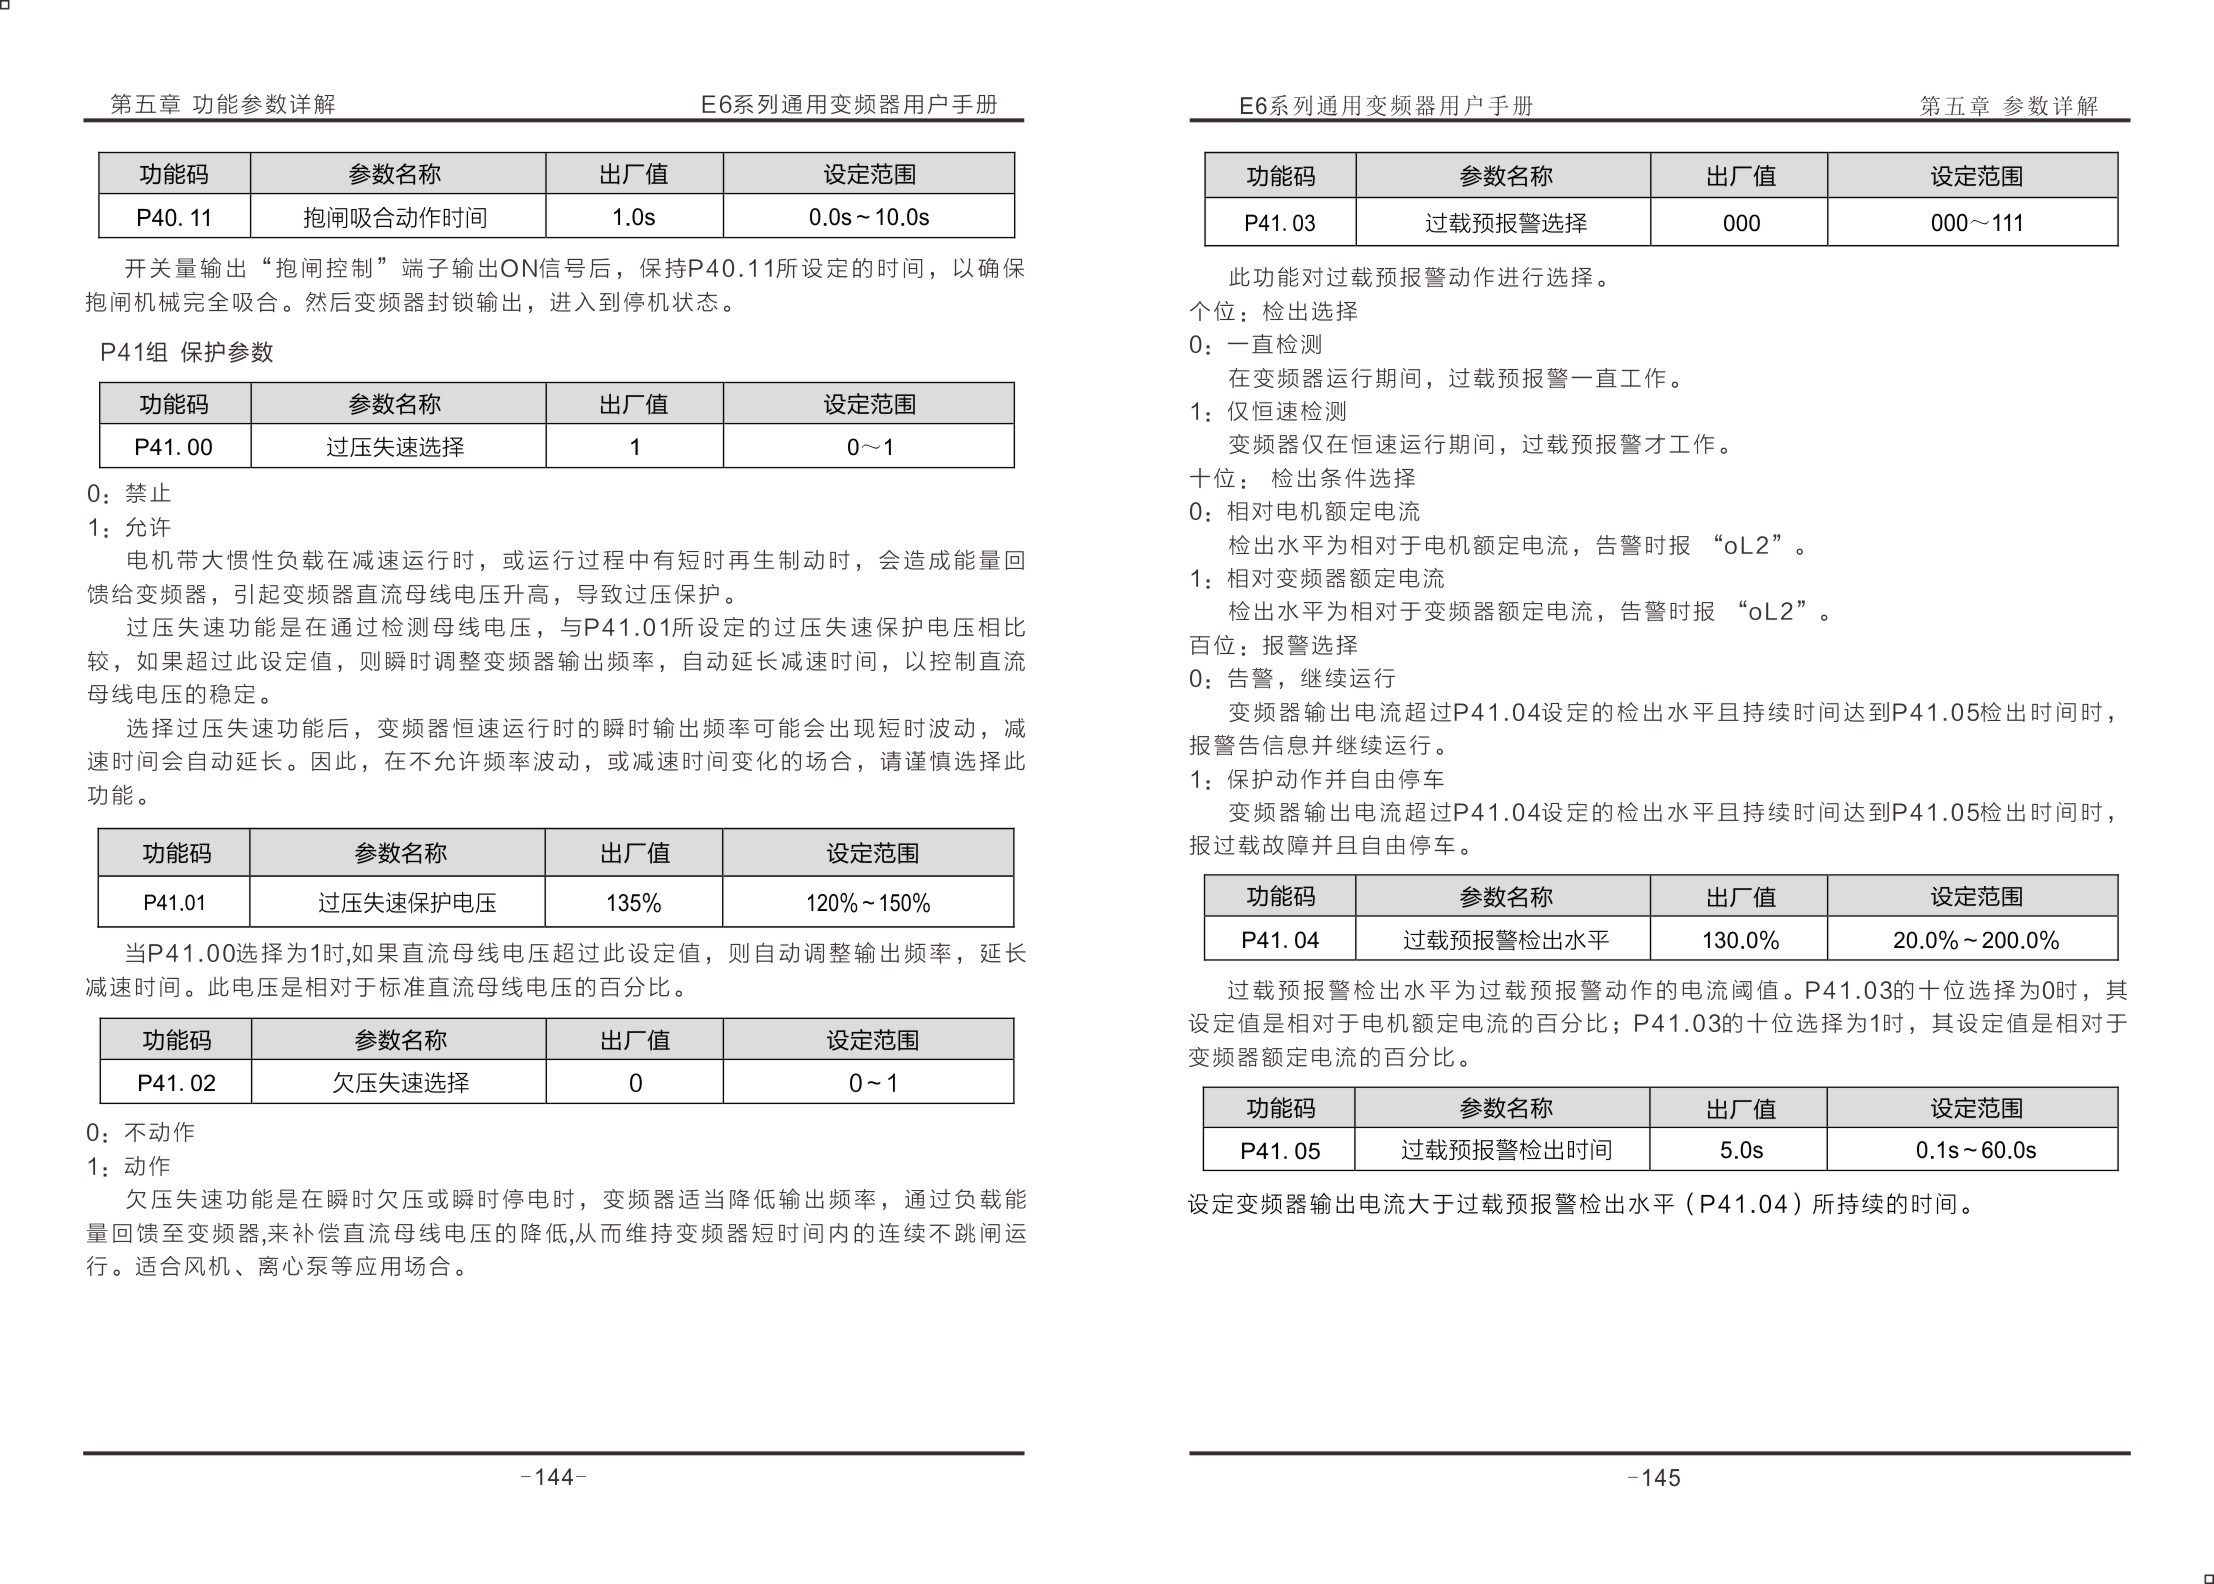 第五章 功能参数详解 E6系列通用变频器用户手册
功能码 参数名称 出厂值 设定范围
P40.11 抱闸吸合动作时间 1.0s 0.0s~10.0s
开关量输出“抱闸控制”端子输出ON信号后，保持P40.11所设定的时间，以确保
抱闸机械完全吸合。然后变频器封锁输出，进入到停机状态。
P41组 保护参数
功能码 参数名称 出厂值 设定范围
P41.00 过压失速选择 1 0～1
0：禁止
1：允许
电机带大惯性负载在减速运行时，或运行过程中有短时再生制动时，会造成能量回
馈给变频器，引起变频器直流母线电压升高，导致过压保护。
过压失速功能是在通过检测母线电压，与P41.01所设定的过压失速保护电压相比
较，如果超过此设定值，则瞬时调整变频器输出频率，自动延长减速时间，以控制直流
母线电压的稳定。
选择过压失速功能后，变频器恒速运行时的瞬时输出频率可能会出现短时波动，减
速时间会自动延长。因此，在不允许频率波动，或减速时间变化的场合，请谨慎选择此
功能。
功能码 参数名称 出厂值 设定范围
P41.01 过压失速保护电压 135% 120%~150%
当P41.00选择为1时,如果直流母线电压超过此设定值，则自动调整输出频率，延长
减速时间。此电压是相对于标准直流母线电压的百分比。
功能码 参数名称 出厂值 设定范围
P41.02 欠压失速选择 0 0~1
0：不动作
1：动作
欠压失速功能是在瞬时欠压或瞬时停电时，变频器适当降低输出频率，通过负载能
量回馈至变频器,来补偿直流母线电压的降低,从而维持变频器短时间内的连续不跳闸运
行。适合风机、离心泵等应用场合。
-144-
E6系列通用变频器用户手册 第五章 参数详解
功能码 参数名称 出厂值 设定范围
P41.03 过载预报警选择 000 000～111
此功能对过载预报警动作进行选择。
个位：检出选择
0：一直检测
在变频器运行期间，过载预报警一直工作。
1：仅恒速检测
变频器仅在恒速运行期间，过载预报警才工作。
十位： 检出条件选择
0：相对电机额定电流
检出水平为相对于电机额定电流，告警时报 “oL2”。
1：相对变频器额定电流
检出水平为相对于变频器额定电流，告警时报 “oL2”。
百位：报警选择
0：告警，继续运行
变频器输出电流超过P41.04设定的检出水平且持续时间达到P41.05检出时间时，
报警告信息并继续运行。
1：保护动作并自由停车
变频器输出电流超过P41.04设定的检出水平且持续时间达到P41.05检出时间时，
报过载故障并且自由停车。
功能码 参数名称 出厂值 设定范围
P41.04 过载预报警检出水平 130.0% 20.0%~200.0%
过载预报警检出水平为过载预报警动作的电流阈值。P41.03的十位选择为0时，其
设定值是相对于电机额定电流的百分比；P41.03的十位选择为1时，其设定值是相对于
变频器额定电流的百分比。
功能码 参数名称 出厂值 设定范围
P41.05 过载预报警检出时间 5.0s 0.1s~60.0s
设定变频器输出电流大于过载预报警检出水平（P41.04）所持续的时间。
-145